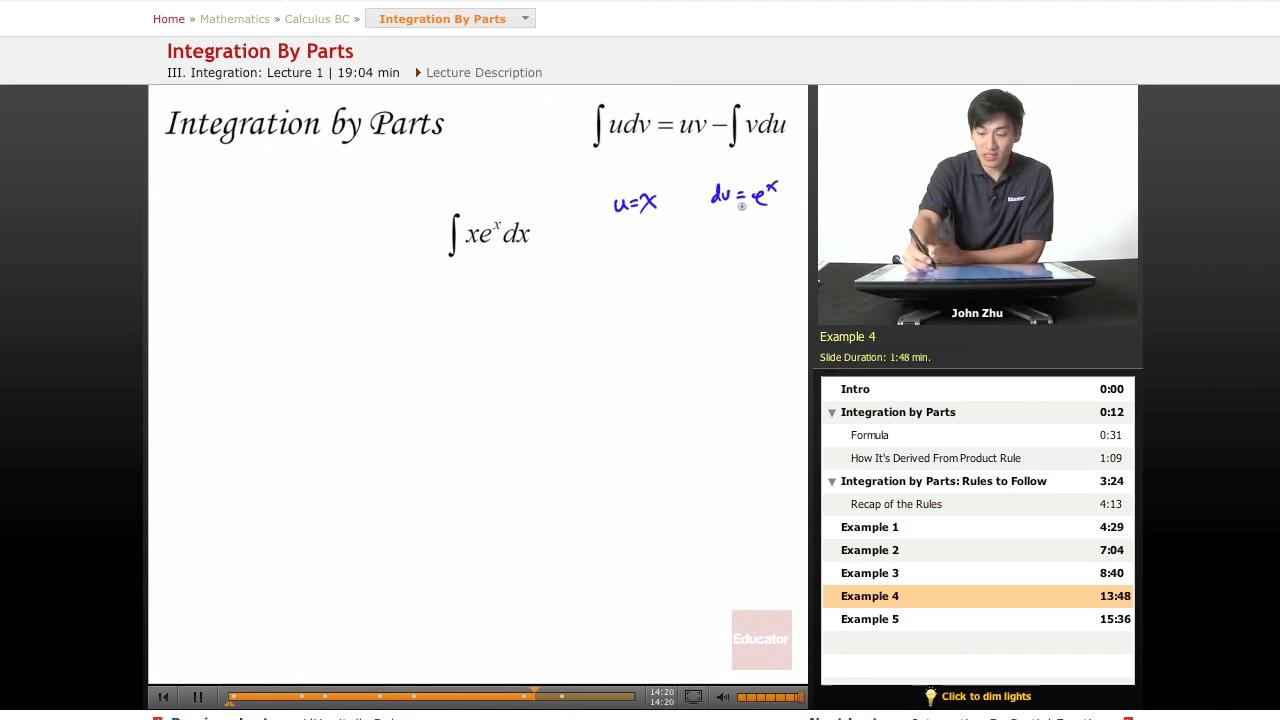 Home » Mathematics » Calculus BC » Integration By Parts
Integration By Parts
III. Integration: Lecture 1 | 19:04 min Lecture Description
Integration by Parts
∫udv = uv − ∫vdu
u=x dv=e^x
∫xe^x dx
Educator
John Zhu
Example 4
Slide Duration: 1:48 min.
Intro 0:00
Integration by Parts 0:12
Formula 0:31
How It's Derived From Product Rule 1:09
Integration by Parts: Rules to Follow 3:24
Recap of the Rules 4:13
Example 1 4:29
Example 2 7:04
Example 3 8:40
Example 4 13:48
Example 5 15:36
14:20
14:20
Click to dim lights